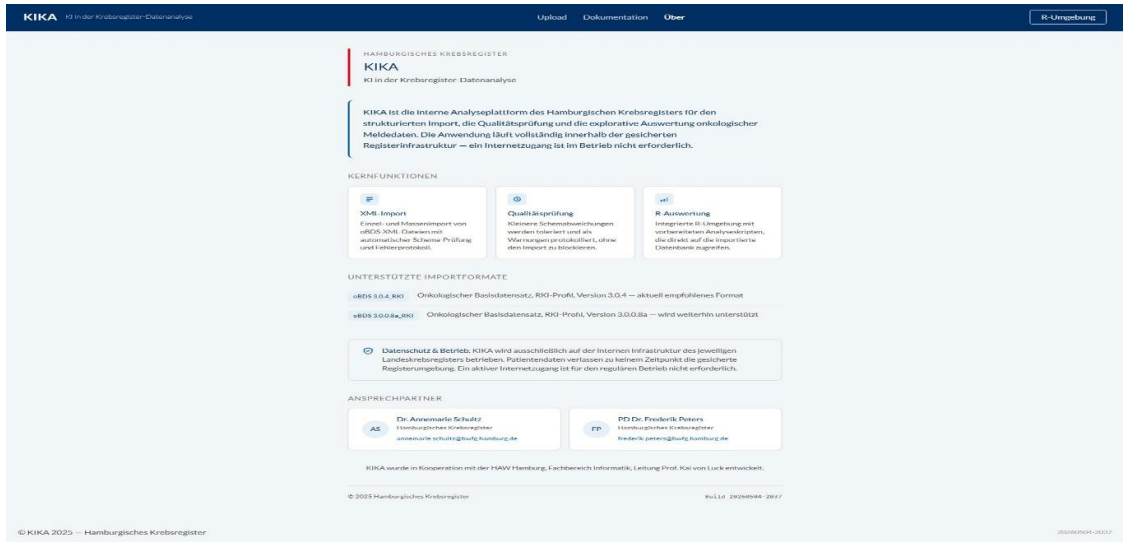 KIKA KI in der Krebsregister-Datenanalyse
Upload Dokumentation Über
R-Umgebung
HAMBURGISCHES KREBSREGISTER
KIKA
KI in der Krebsregister-Datenanalyse
KIKA ist die interne Analyseplattform des Hamburgischen Krebsregisters für den
strukturierten Import, die Qualitätsprüfung und die explorative Auswertung onkologischer
Meldedaten. Die Anwendung läuft vollständig innerhalb der gesicherten
Registerinfrastruktur — ein Internetzugang ist im Betrieb nicht erforderlich.
KERNFUNKTIONEN
XML-Import
Einzel- und Massenimport von
oBDS-XML-Dateien mit
automatischer Schema-Prüfung
und Fehlerprotokoll.
Qualitätsprüfung
Kleinere Schemabweichungen
werden toleriert und als
Warnungen protokolliert, ohne
den Import zu blockieren.
R-Auswertung
Integrierte R-Umgebung mit
vorbereiteten Analyseskripten,
die direkt auf die importierte
Datenbank zugreifen.
UNTERSTÜTZTE IMPORTFORMATE
oBDS 3.0.4_RKI Onkologischer Basisdatensatz, RKI-Profil, Version 3.0.4 — aktuell empfohlenes Format
oBDS 3.0.0.8a_RKI Onkologischer Basisdatensatz, RKI-Profil, Version 3.0.0.8a — wird weiterhin unterstützt
Datenschutz & Betrieb: KIKA wird ausschließlich auf der internen Infrastruktur des jeweiligen
Landeskrebsregisters betrieben. Patientendaten verlassen zu keinem Zeitpunkt die gesicherte
Registerumgebung. Ein aktiver Internetzugang ist für den regulären Betrieb nicht erforderlich.
ANSPRECHPARTNER
AS
Dr. Annemarie Schultz
Hamburgisches Krebsregister
annemarie.schultz@bwfg.hamburg.de
FP
PD Dr. Frederik Peters
Hamburgisches Krebsregister
frederik.peters@bwfg.hamburg.de
KIKA wurde in Kooperation mit der HAW Hamburg, Fachbereich Informatik, Leitung Prof. Kai von Luck entwickelt.
© 2025 Hamburgisches Krebsregister
Build 20260504-2037
© KIKA 2025 — Hamburgisches Krebsregister
20260504-2037